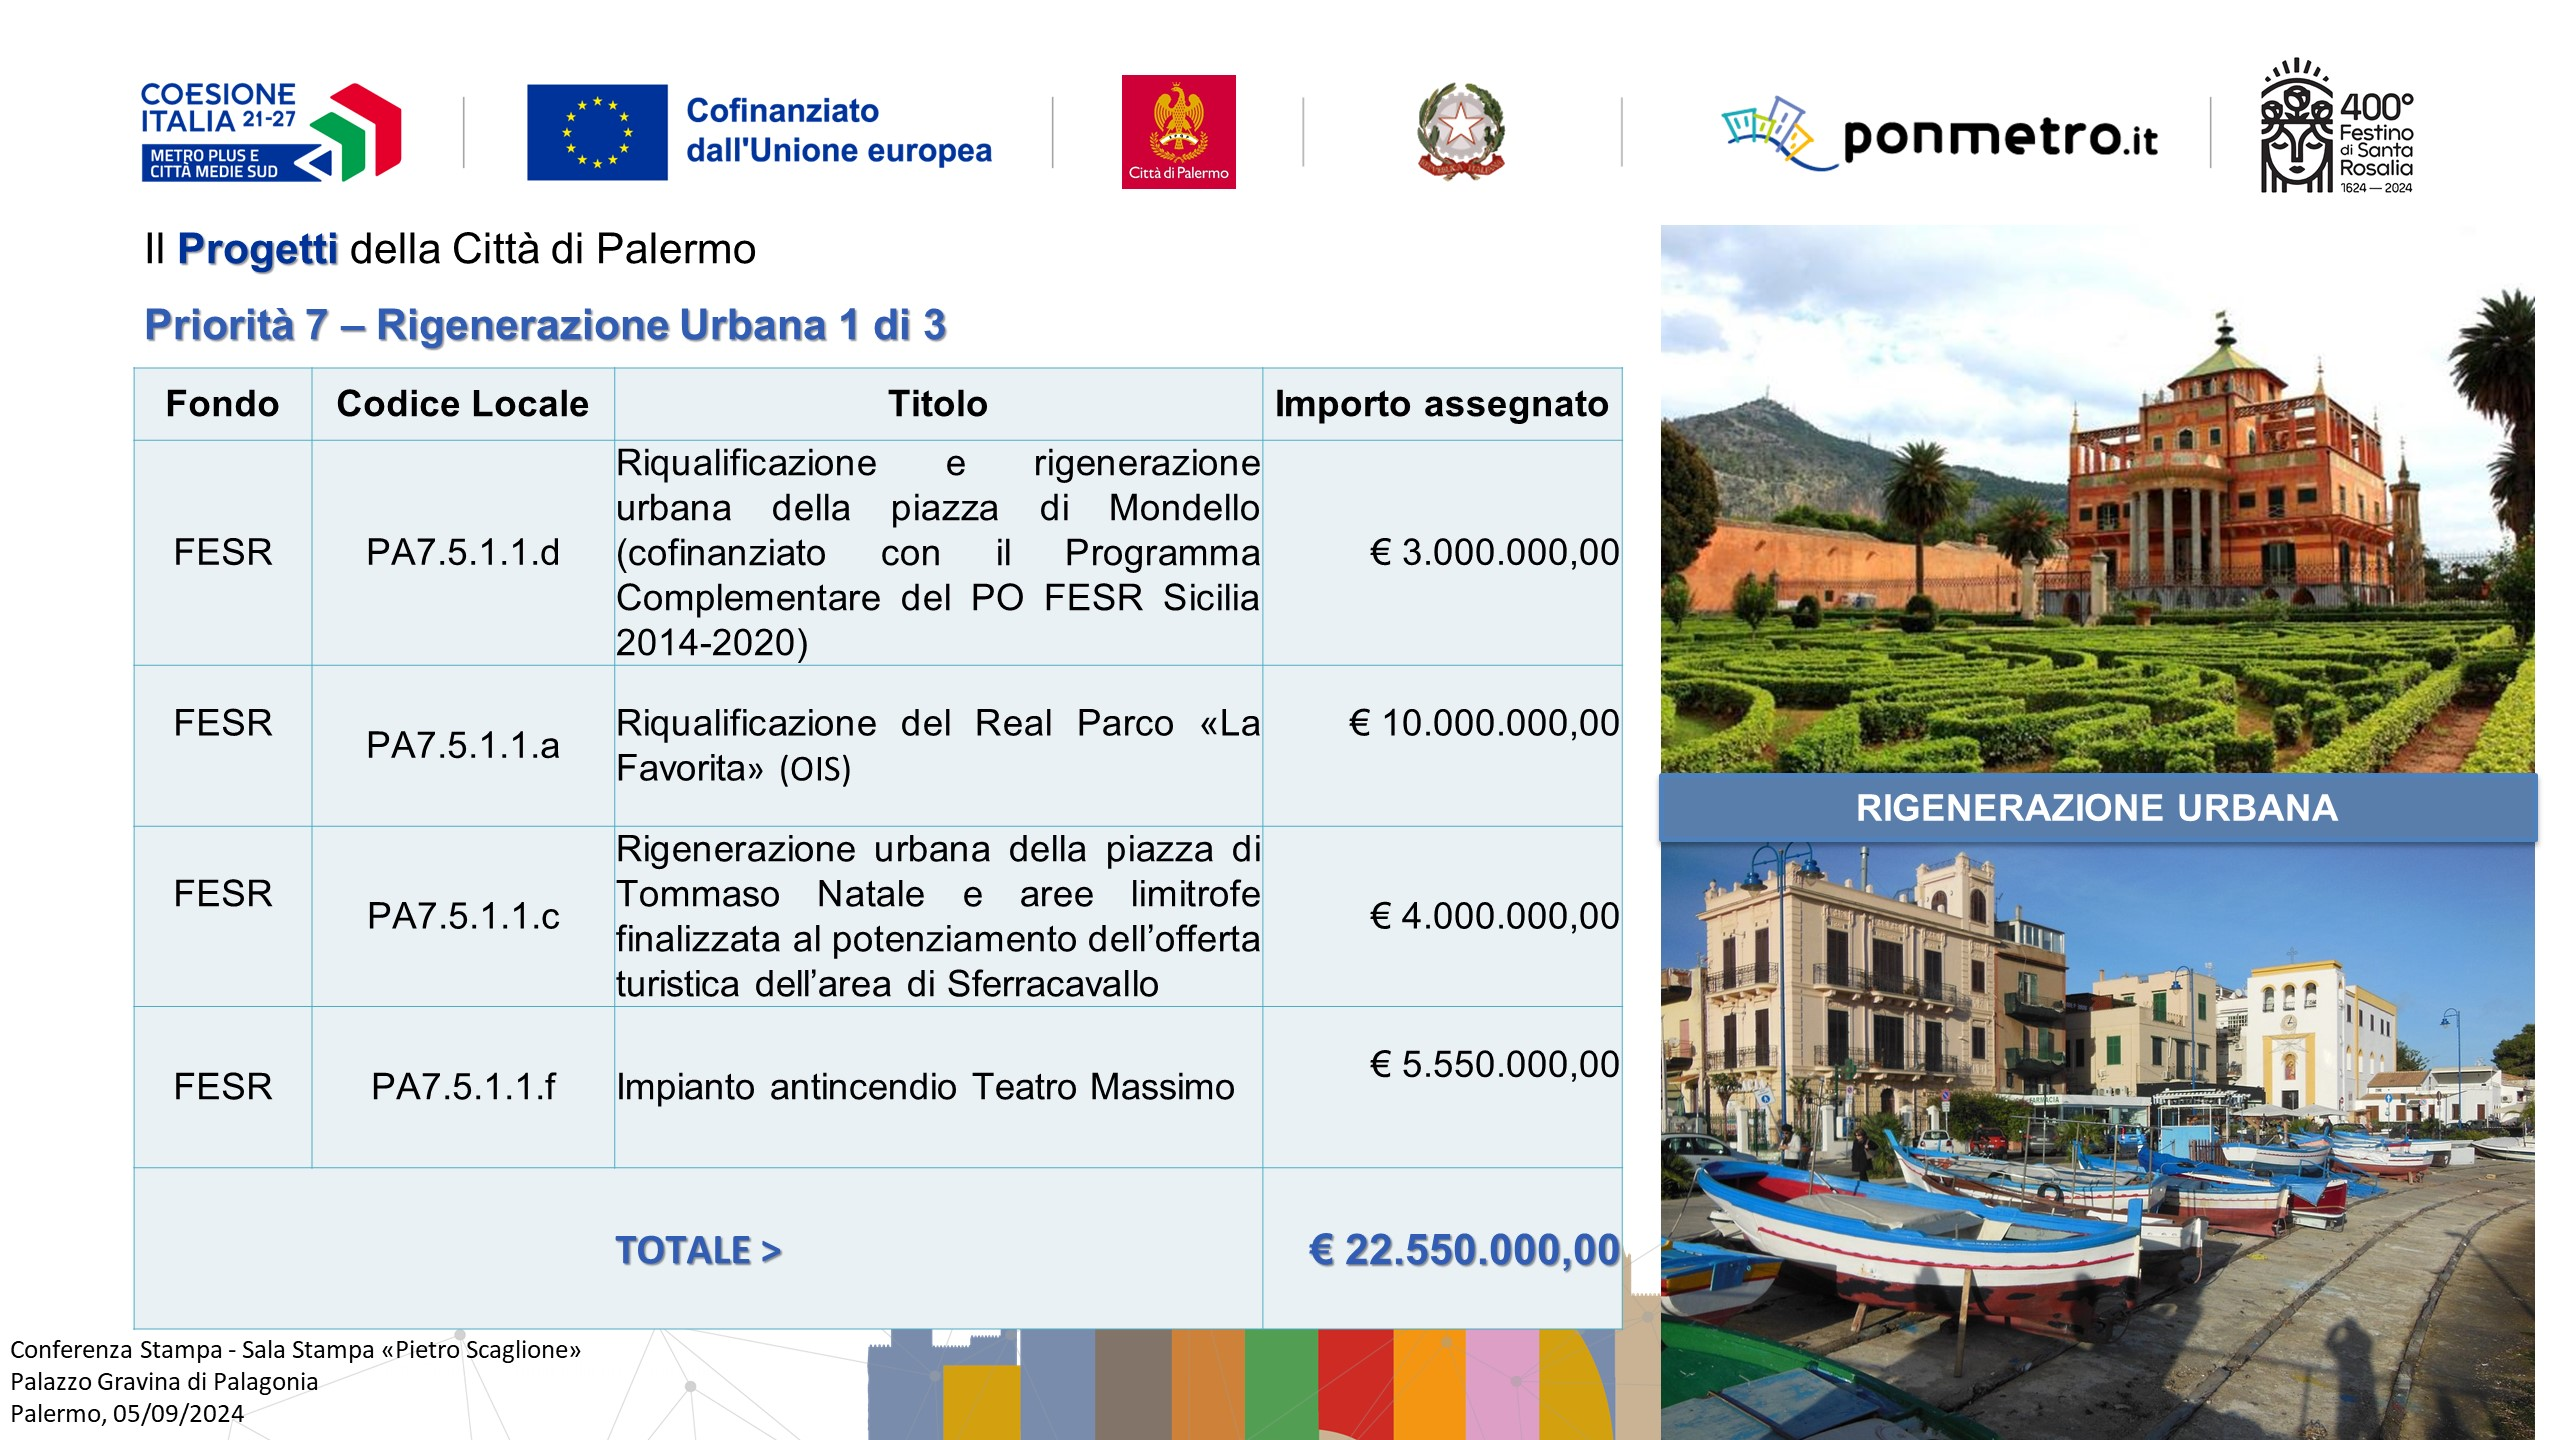 COESIONE
ITALIA 21-27
METRO PLUS E
CITTÀ MEDIE SUD
Cofinanziato
dall'Unione europea
Città di Palermo
ponmetro.it
400°
Festino
di Santa
Rosalia
1624 — 2024
II Progetti della Città di Palermo
Priorità 7 – Rigenerazione Urbana 1 di 3
Fondo Codice Locale Titolo Importo assegnato
Riqualificazione e rigenerazione
urbana della piazza di Mondello
FESR PA7.5.1.1.d (cofinanziato con il Programma € 3.000.000,00
Complementare del PO FESR Sicilia
2014-2020)
FESR PA7.5.1.1.a Riqualificazione del Real Parco «La € 10.000.000,00
Favorita» (OIS)
Rigenerazione urbana della piazza di
FESR PA7.5.1.1.c Tommaso Natale e aree limitrofe € 4.000.000,00
finalizzata al potenziamento dell’offerta
turistica dell’area di Sferracavallo
FESR PA7.5.1.1.f Impianto antincendio Teatro Massimo € 5.550.000,00
TOTALE > € 22.550.000,00
RIGENERAZIONE URBANA
FARMACIA
Conferenza Stampa - Sala Stampa «Pietro Scaglione»
Palazzo Gravina di Palagonia
Palermo, 05/09/2024